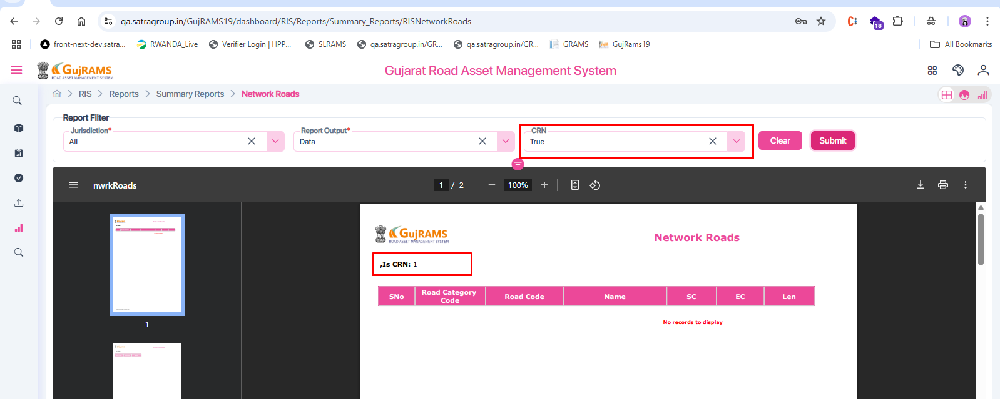 qa.satragroup.in/GujRAMS19/dashboard/RIS/Reports/Summary_Reports/RISNetworkRoads
18
front-next-dev.satra...
RWANDA_Live
Verifier Login | HPP...
SLRAMS
qa.satragroup.in/GR...
qa.satragroup.in/GR...
GRAMS
GujRams19
All Bookmarks
GujRAMS
ROAD ASSET MANAGEMENT SYSTEM
Gujarat Road Asset Management System
RIS
Reports
Summary Reports
Network Roads
Report Filter
Jurisdiction*
All
Report Output*
Data
CRN
True
Clear
Submit
nwrkRoads
1 / 2
100%
GujRAMS
ROAD ASSET MANAGEMENT SYSTEM
Network Roads
,Is CRN: 1
SNo
Road Category Code
Road Code
Name
SC
EC
Len
No records to display
1